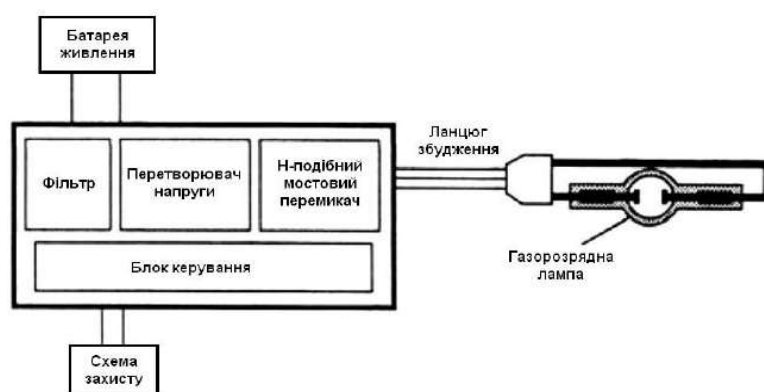 Батарея
живлення
Фільтр
Перетворювач
напруги
Н-подібний
мостовий
перемикач
Ланцюг
збудження
Блок керування
Газорозрядна
лампа
Схема
захисту